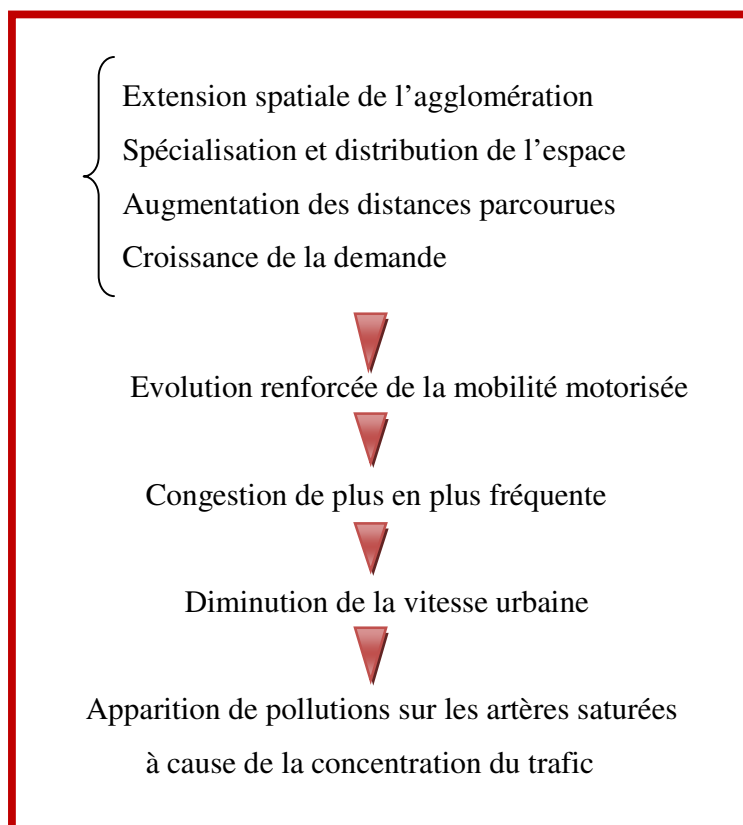 Extension spatiale de l’agglomération
Spécialisation et distribution de l’espace
Augmentation des distances parcourues
Croissance de la demande
Evolution renforcée de la mobilité motorisée
Congestion de plus en plus fréquente
Diminution de la vitesse urbaine
Apparition de pollutions sur les artères saturées
à cause de la concentration du trafic